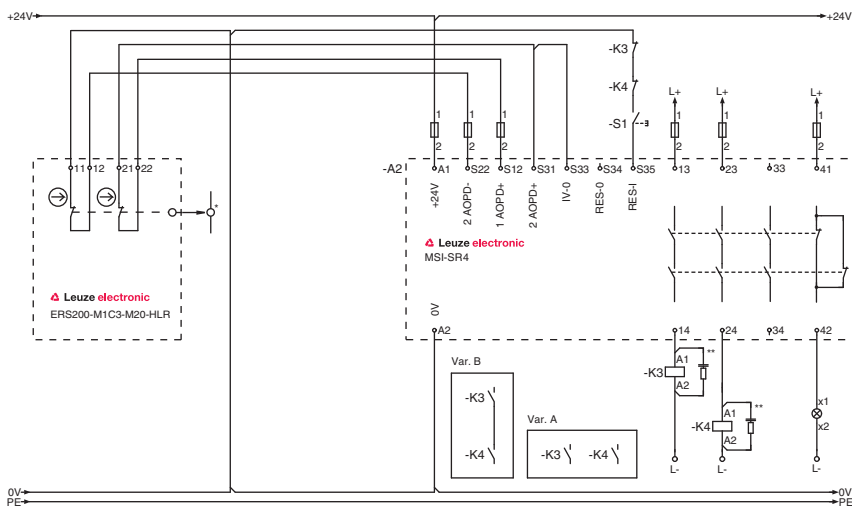 +24V +24V
-K3
-K4
L+ L+ L+
-S1
1 1 1 1 1 1
2 2 2 2 2 2
11 12 21 22
-A2 A1 S22 S12 S31 S33 S34 S35 13 23 33 41
+24V
2 AOPD-
1 AOPD+
2 AOPD+
IV-0
RES-0
RES-I
*
Leuze electronic
MSI-SR4
Leuze electronic
ERS200-M1C3-M20-HLR
0V
A2 14 24 34 42
Var. B
-K3
-K4
Var. A
-K3 -K4
-K3 A1 A2 **
-K4 A1 A2 **
x1
x2
L- L- L-
0V 0V
PE PE